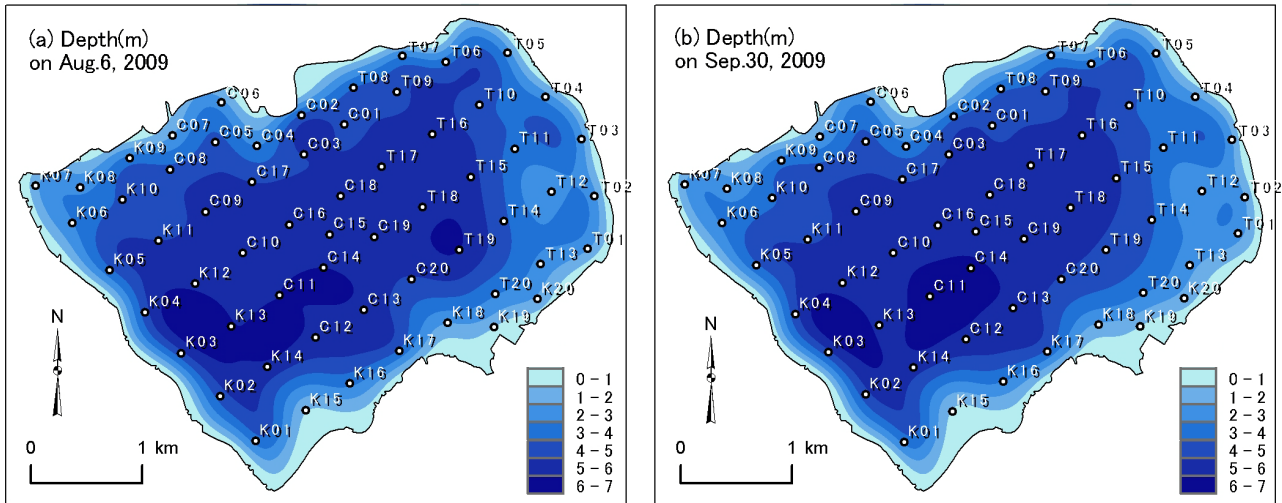 (a) Depth(m)
on Aug.6, 2009
T07
T06
T05
T08
T09
T04
C06
C02
C01
T10
T16
T11
T03
C07
C05
C04
C03
K09
C08
C17
T17
T15
T12
T02
K07
K08
K10
C09
C18
T18
T14
K06
K11
C16
C15
C19
T01
K05
K12
C10
C14
T19
T13
K04
C11
C20
T20
K20
K13
C13
K18
K19
K03
C12
K17
K14
K02
K16
K15
K01
N
0 1 km
0-1
1-2
2-3
3-4
4-5
5-6
6-7
(b) Depth(m)
on Sep.30, 2009
T07
T06
T05
T08
T09
T04
C06
C02
C01
T10
T16
T11
T03
C07
C05
C04
C03
K09
C08
C17
T17
T15
T12
T02
K07
K08
K10
C09
C18
T18
T14
T01
K06
K11
C16
C15
C19
K05
K12
C10
C14
T19
T13
K04
C11
C20
T20
K20
K13
C13
K18
K19
K03
C12
K17
K14
K02
K16
K15
K01
N
0 1 km
0-1
1-2
2-3
3-4
4-5
5-6
6-7